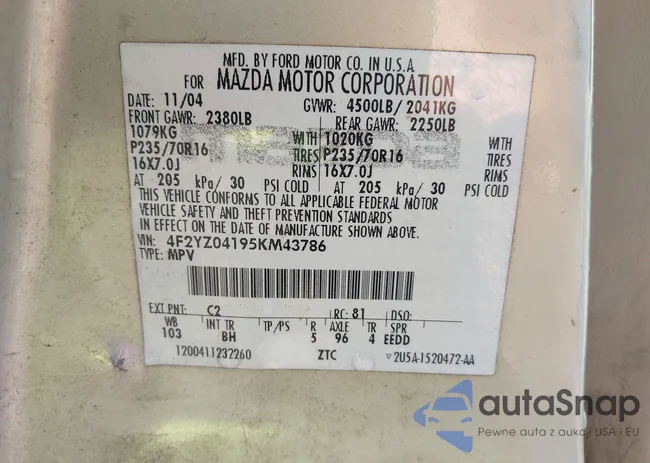 MFD. BY FORD MOTOR CO. IN U.S.A.
FOR MAZDA MOTOR CORPORATION
DATE: 11/04 GVWR: 4500LB/ 2041KG
FRONT GAWR: 2380LB REAR GAWR: 2250LB
1079KG WITH 1020KG WITH
P235/70R16 TIRES P235/70R16 TIRES
16X7.0J RIMS 16X7.0J RIMS
AT 205 kPa/ 30 PSI COLD AT 205 kPa/ 30 PSI COLD
THIS VEHICLE CONFORMS TO ALL APPLICABLE FEDERAL MOTOR
VEHICLE SAFETY AND THEFT PREVENTION STANDARDS
IN EFFECT ON THE DATE OF MANUFACTURE SHOWN ABOVE.
VIN: 4F2YZ04195KM43786
TYPE: MPV
EXT PNT: C2 RC: 81 DSO:
WB INT TR TP/PS R AXLE TR SPR
103 BH 5 96 4 EEDD
1200411232260 ZTC 2U5A-1520472-AA
autaSnap
Pewne auta z aukcji USA i EU